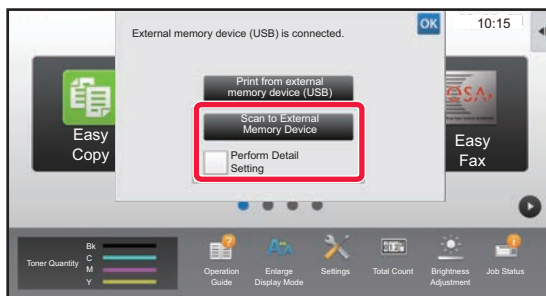 External memory device (USB) is connected.
OK
10:15
Print from external
memory device (USB)
Scan to External
Memory Device
Perform Detail
Setting
Easy
Copy
Easy
Fax
Toner Quantity
Bk
C
M
Y
Operation
Guide
Enlarge
Display Mode
Settings
Total Count
Brightness
Adjustment
Job Status